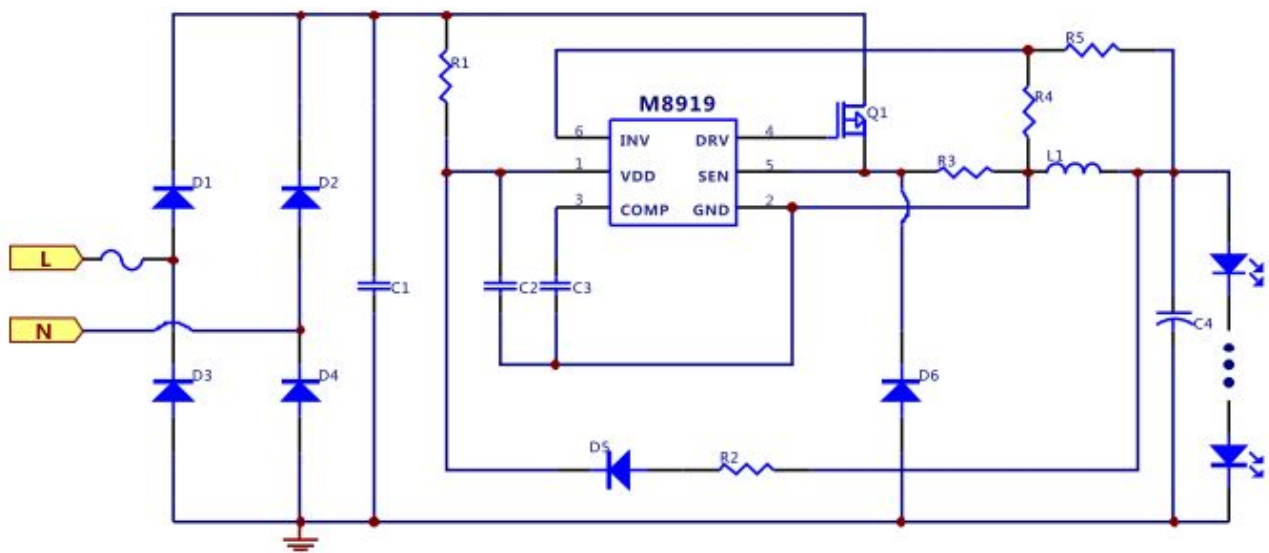 R5
R1
R4
M8919
Q1
6
INV
DRV
4
1
VDD
SEN
5
R3
L1
3
COMP
GND
2
D1
D2
L
C1
C2
C3
N
C4
D3
D4
D6
D5
R2